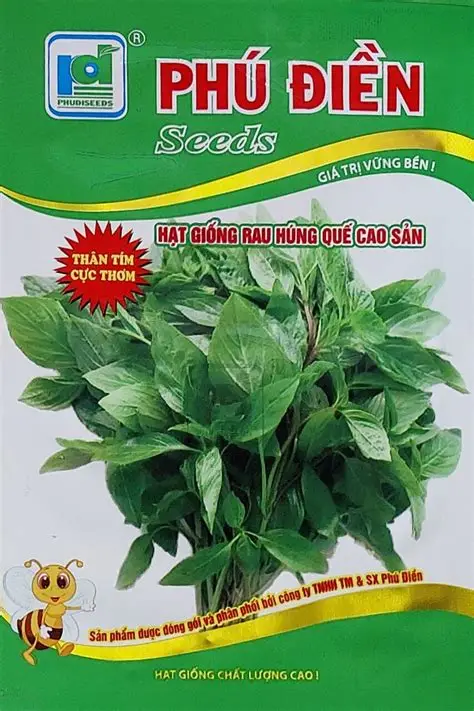 PHUDISEEDS
®
PHÚ ĐIỀN
Seeds
GIÁ TRỊ VỮNG BỀN!
HẠT GIỐNG RAU HÚNG QUẾ CAO SẢN
THÂN TÍM
CỰC THƠM
Sản phẩm được đóng gói và phân phối bởi công ty TNHH TM & SX Phú Điền
HẠT GIỐNG CHẤT LƯỢNG CAO!